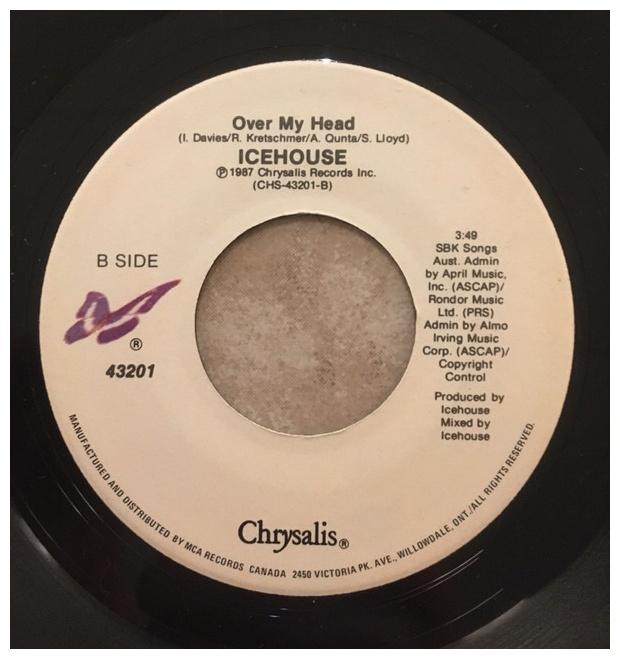 Over My Head
(I. Davies/R. Kretschmer/A. Qunta/S. Lloyd)
ICEHOUSE
℗1987 Chrysalis Records Inc.
(CHS-43201-B)
B SIDE
®
43201
3:49
SBK Songs
Aust. Admin
by April Music,
Inc. (ASCAP)/
Rondor Music
Ltd. (PRS)
Admin by Almo
Irving Music
Corp. (ASCAP)/
Copyright
Control
Produced by
Icehouse
Mixed by
Icehouse
Chrysalis®
MANUFACTURED AND DISTRIBUTED BY MCA RECORDS CANADA 2450 VICTORIA PK. AVE., WILLOWDALE, ONT./ALL RIGHTS RESERVED.